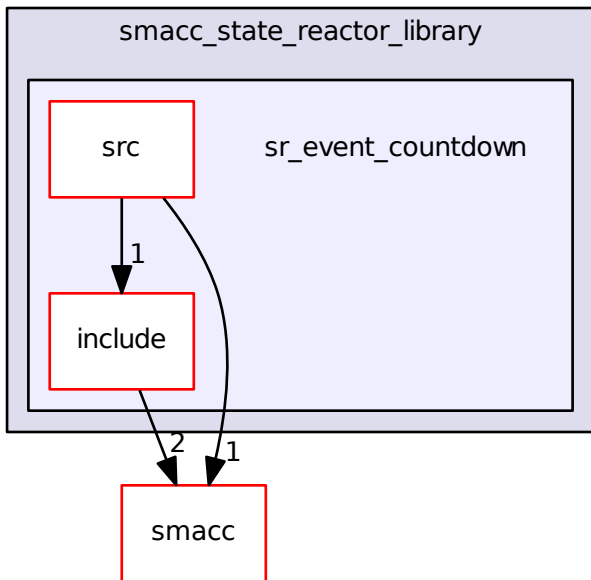 smacc_state_reactor_library
src
sr_event_countdown
1
include
2
1
smacc